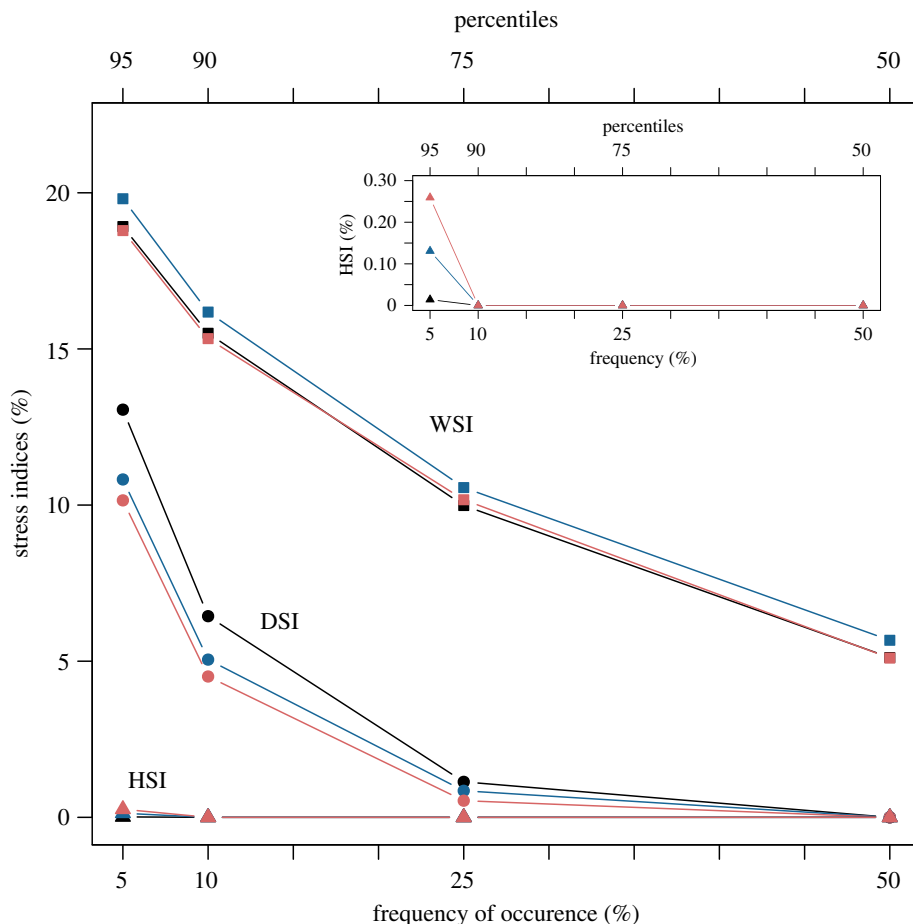 percentiles
95 90 75 50
percentiles
95 90 75 50
20
0.30
HSI (%)
0.10
0
5 10 25 50
frequency (%)
15
WSI
stress indices (%)
10
DSI
5
HSI
0
5 10 25 50
frequency of occurence (%)